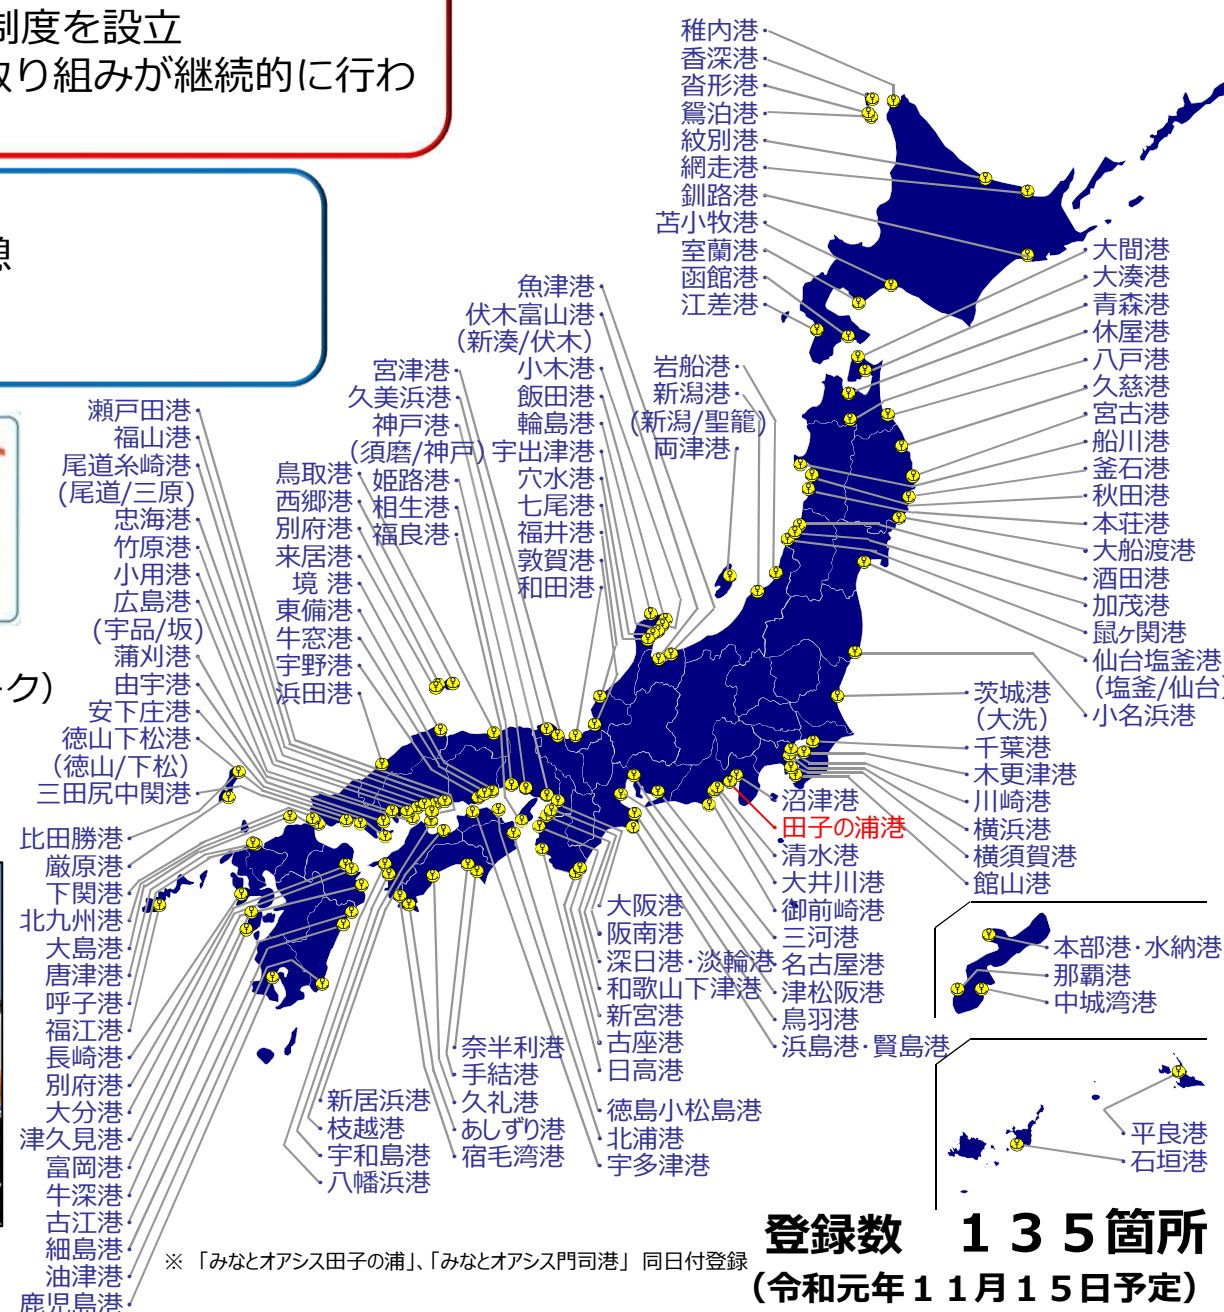 制度を設立
取り組みが継続的に行わ
稚内港
香深港
沓形港
鴛泊港
紋別港
網走港
釧路港
苫小牧港
室蘭港
函館港
江差港
大間港
大湊港
青森港
休屋港
八戸港
久慈港
宮古港
船川港
釜石港
秋田港
本荘港
大船渡港
酒田港
加茂港
鼠ヶ関港
仙台塩釜港
(塩釜/仙台)
小名浜港
魚津港
伏木富山港
(新湊/伏木)
小木港
飯田港
輪島港
宇出津港
穴水港
七尾港
福井港
敦賀港
和田港
岩船港
新潟港
(新潟/聖籠)
両津港
宮津港
久美浜港
神戸港
(須磨/神戸)
姫路港
相生港
福良港
鳥取港
西郷港
別府港
来居港
境 港
東備港
牛窓港
宇野港
浜田港
瀬戸田港
福山港
尾道糸崎港
(尾道/三原)
忠海港
竹原港
小用港
広島港
(宇品/坂)
蒲刈港
ーク)
由宇港
安下庄港
徳山下松港
(徳山/下松)
三田尻中関港
比田勝港
厳原港
下関港
北九州港
大島港
唐津港
呼子港
福江港
長崎港
別府港
大分港
津久見港
富岡港
牛深港
古江港
細島港
油津港
鹿児島港
新居浜港
枝越港
宇和島港
八幡浜港
奈半利港
手結港
久礼港
あしずり港
宿毛湾港
大阪港
阪南港
深日港・淡輪港
和歌山下津港
新宮港
古座港
日高港
徳島小松島港
北浦港
宇多津港
茨城港
(大洗)
千葉港
木更津港
川崎港
横浜港
横須賀港
館山港
沼津港
田子の浦港
清水港
大井川港
御前崎港
三河港
名古屋港
津松阪港
鳥羽港
浜島港・賢島港
本部港・水納港
那覇港
中城湾港
平良港
石垣港
登録数 １３５箇所
(令和元年１１月１５日予定)
※ 「みなとオアシス田子の浦」、「みなとオアシス門司港」 同日付登録